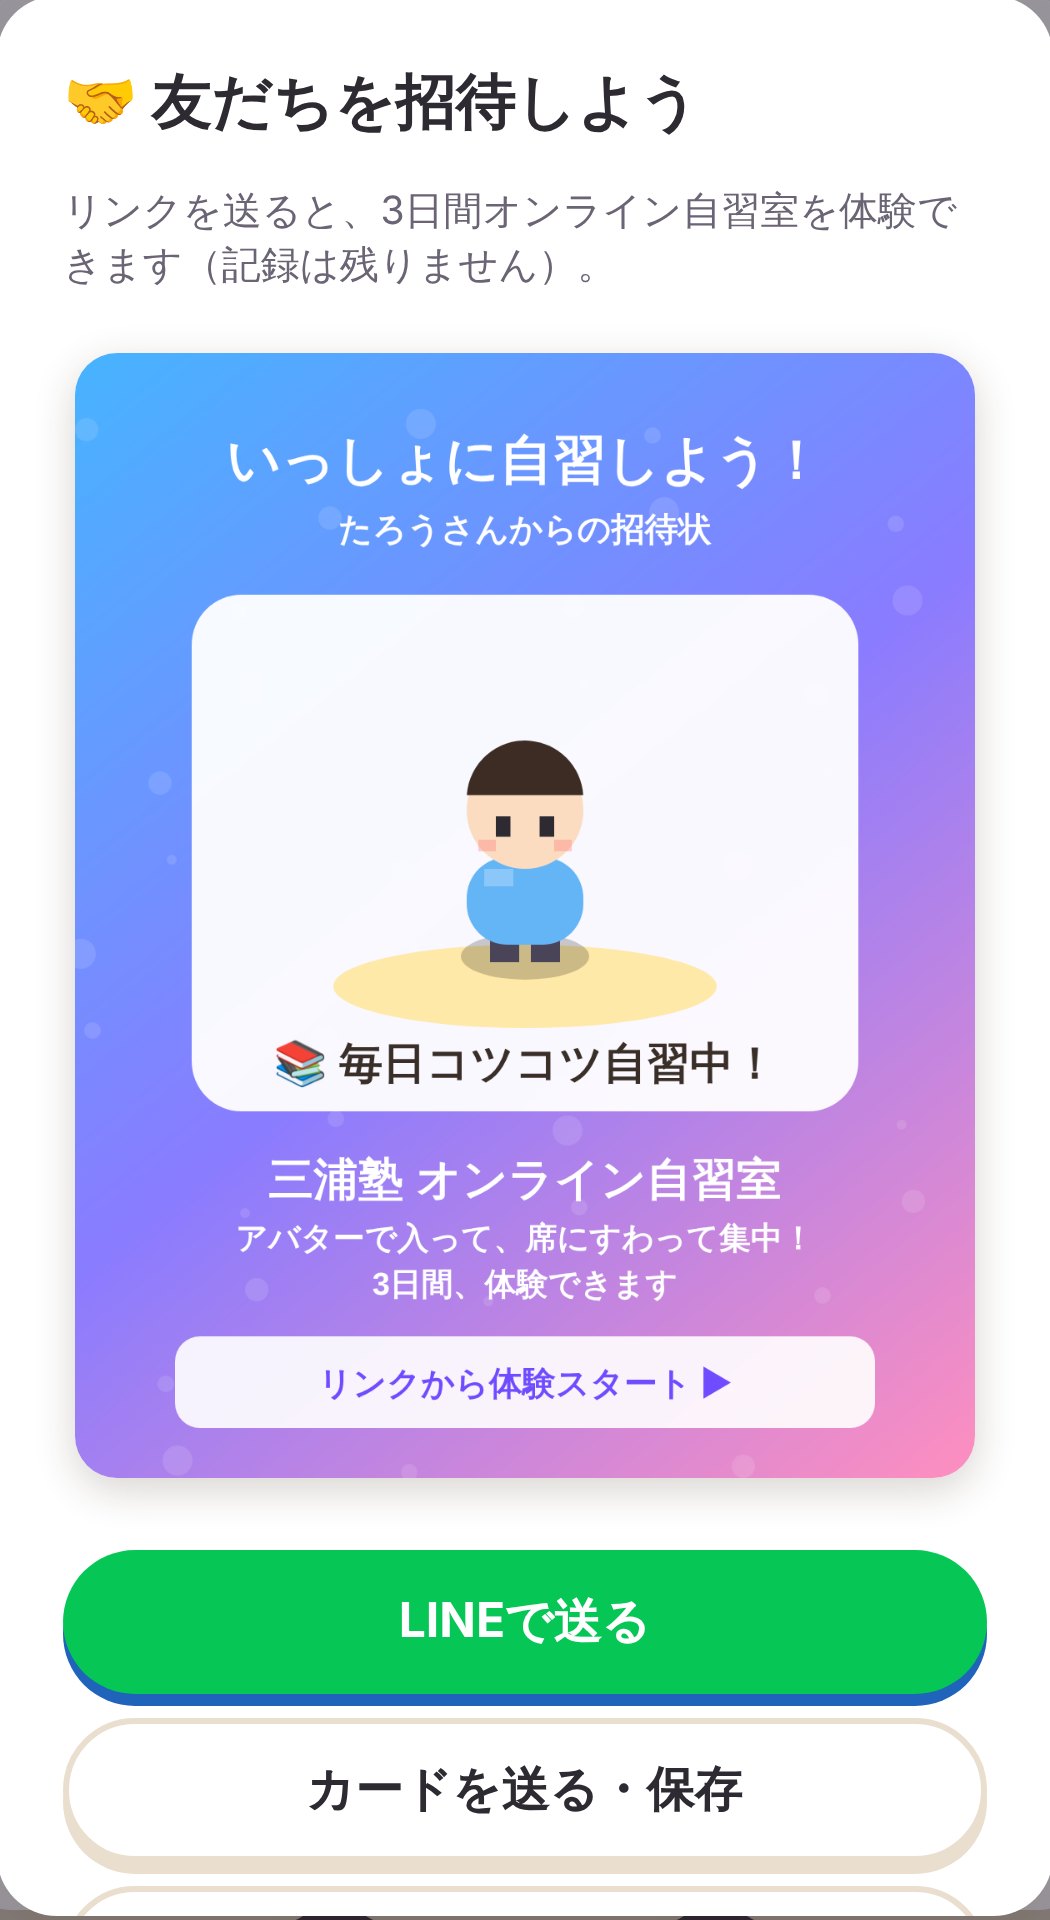 🤝 友だちを招待しよう
リンクを送ると、3日間オンライン自習室を体験で
きます（記録は残りません）。
いっしょに自習しよう！
たろうさんからの招待状
📚 毎日コツコツ自習中！
三浦塾 オンライン自習室
アバターで入って、席にすわって集中！
3日間、体験できます
リンクから体験スタート ▶
LINEで送る
カードを送る・保存